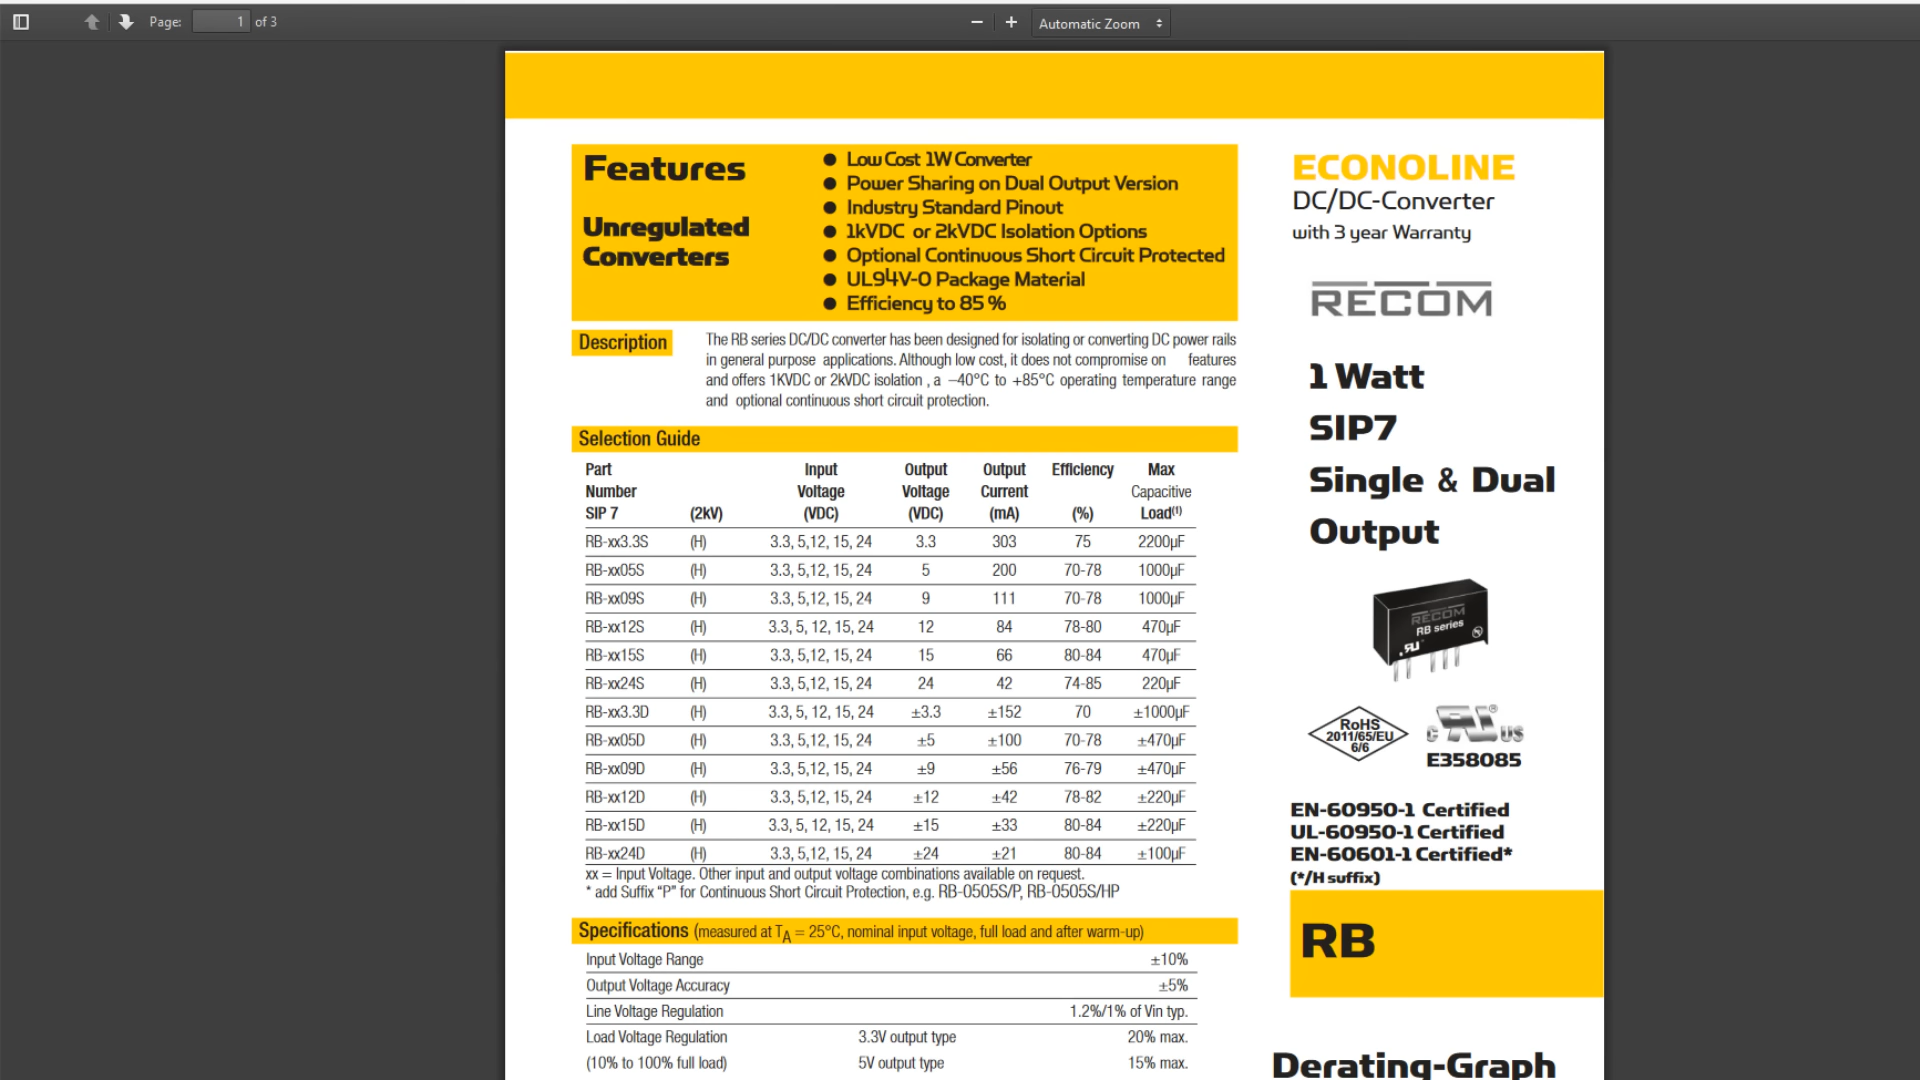 Page: 1 of 3
Automatic Zoom
Features
Unregulated
Converters
● Low Cost 1W Converter
● Power Sharing on Dual Output Version
● Industry Standard Pinout
● 1kVDC or 2kVDC Isolation Options
● Optional Continuous Short Circuit Protected
● UL94V-0 Package Material
● Efficiency to 85 %
ECONOLINE
DC/DC-Converter
with 3 year Warranty
RECOM
Description
The RB series DC/DC converter has been designed for isolating or converting DC power rails
in general purpose applications. Although low cost, it does not compromise on features
and offers 1KVDC or 2kVDC isolation , a –40°C to +85°C operating temperature range
and optional continuous short circuit protection.
1 Watt
SIP7
Single & Dual
Output
Selection Guide
Part Input Output Output Efficiency Max
Number Voltage Voltage Current Capacitive
SIP 7 (2kV) (VDC) (VDC) (mA) (%) Load(1)
RB-xx3.3S (H) 3.3, 5,12, 15, 24 3.3 303 75 2200µF
RB-xx05S (H) 3.3, 5,12, 15, 24 5 200 70-78 1000µF
RB-xx09S (H) 3.3, 5,12, 15, 24 9 111 70-78 1000µF
RB-xx12S (H) 3.3, 5, 12, 15, 24 12 84 78-80 470µF
RB-xx15S (H) 3.3, 5,12, 15, 24 15 66 80-84 470µF
RB-xx24S (H) 3.3, 5,12, 15, 24 24 42 74-85 220µF
RB-xx3.3D (H) 3.3, 5, 12, 15, 24 ±3.3 ±152 70 ±1000µF
RB-xx05D (H) 3.3, 5, 12, 15, 24 ±5 ±100 70-78 ±470µF
RB-xx09D (H) 3.3, 5,12, 15, 24 ±9 ±56 76-79 ±470µF
RB-xx12D (H) 3.3, 5,12, 15, 24 ±12 ±42 78-82 ±220µF
RB-xx15D (H) 3.3, 5, 12, 15, 24 ±15 ±33 80-84 ±220µF
RB-xx24D (H) 3.3, 5,12, 15, 24 ±24 ±21 80-84 ±100µF
xx = Input Voltage. Other input and output voltage combinations available on request.
* add Suffix “P” for Continuous Short Circuit Protection, e.g. RB-0505S/P, RB-0505S/HP
RECOM
RB series
RoHS
2011/65/EU
6/6
C US
®
E358085
EN-60950-1 Certified
UL-60950-1 Certified
EN-60601-1 Certified*
(*/H suffix)
RB
Specifications (measured at TA = 25°C, nominal input voltage, full load and after warm-up)
Input Voltage Range ±10%
Output Voltage Accuracy ±5%
Line Voltage Regulation 1.2%/1% of Vin typ.
Load Voltage Regulation 3.3V output type 20% max.
(10% to 100% full load) 5V output type 15% max.
Derating-Graph